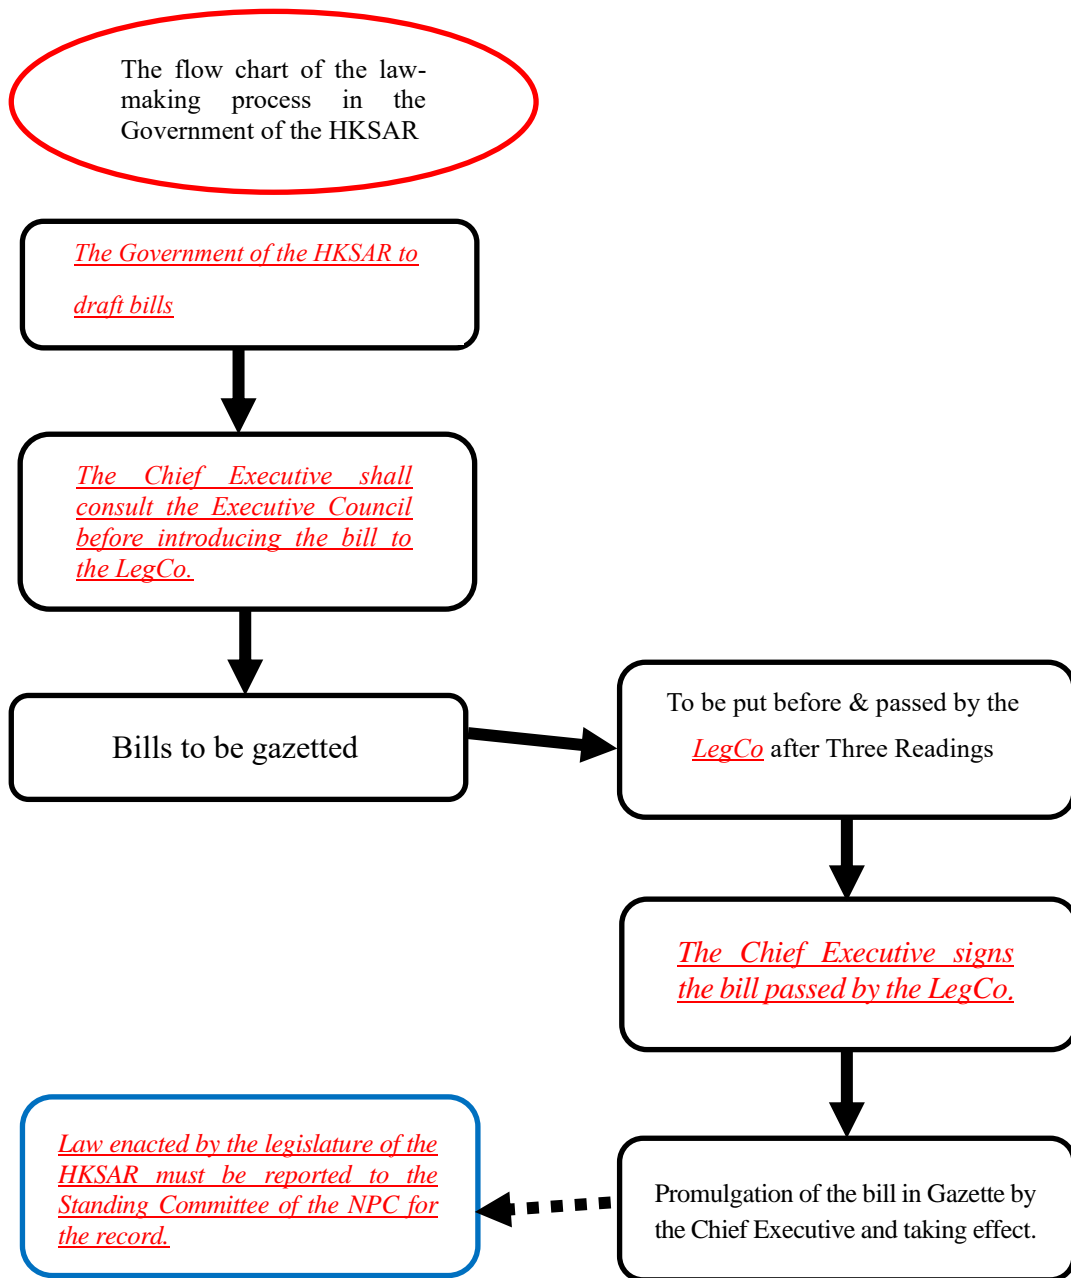 The flow chart of the law-
making process in the
Government of the HKSAR
The Government of the HKSAR to
draft bills
The Chief Executive shall
consult the Executive Council
before introducing the bill to
the LegCo.
Bills to be gazetted
To be put before & passed by the
LegCo after Three Readings
The Chief Executive signs
the bill passed by the LegCo.
Promulgation of the bill in Gazette by
the Chief Executive and taking effect.
Law enacted by the legislature of the
HKSAR must be reported to the
Standing Committee of the NPC for
the record.